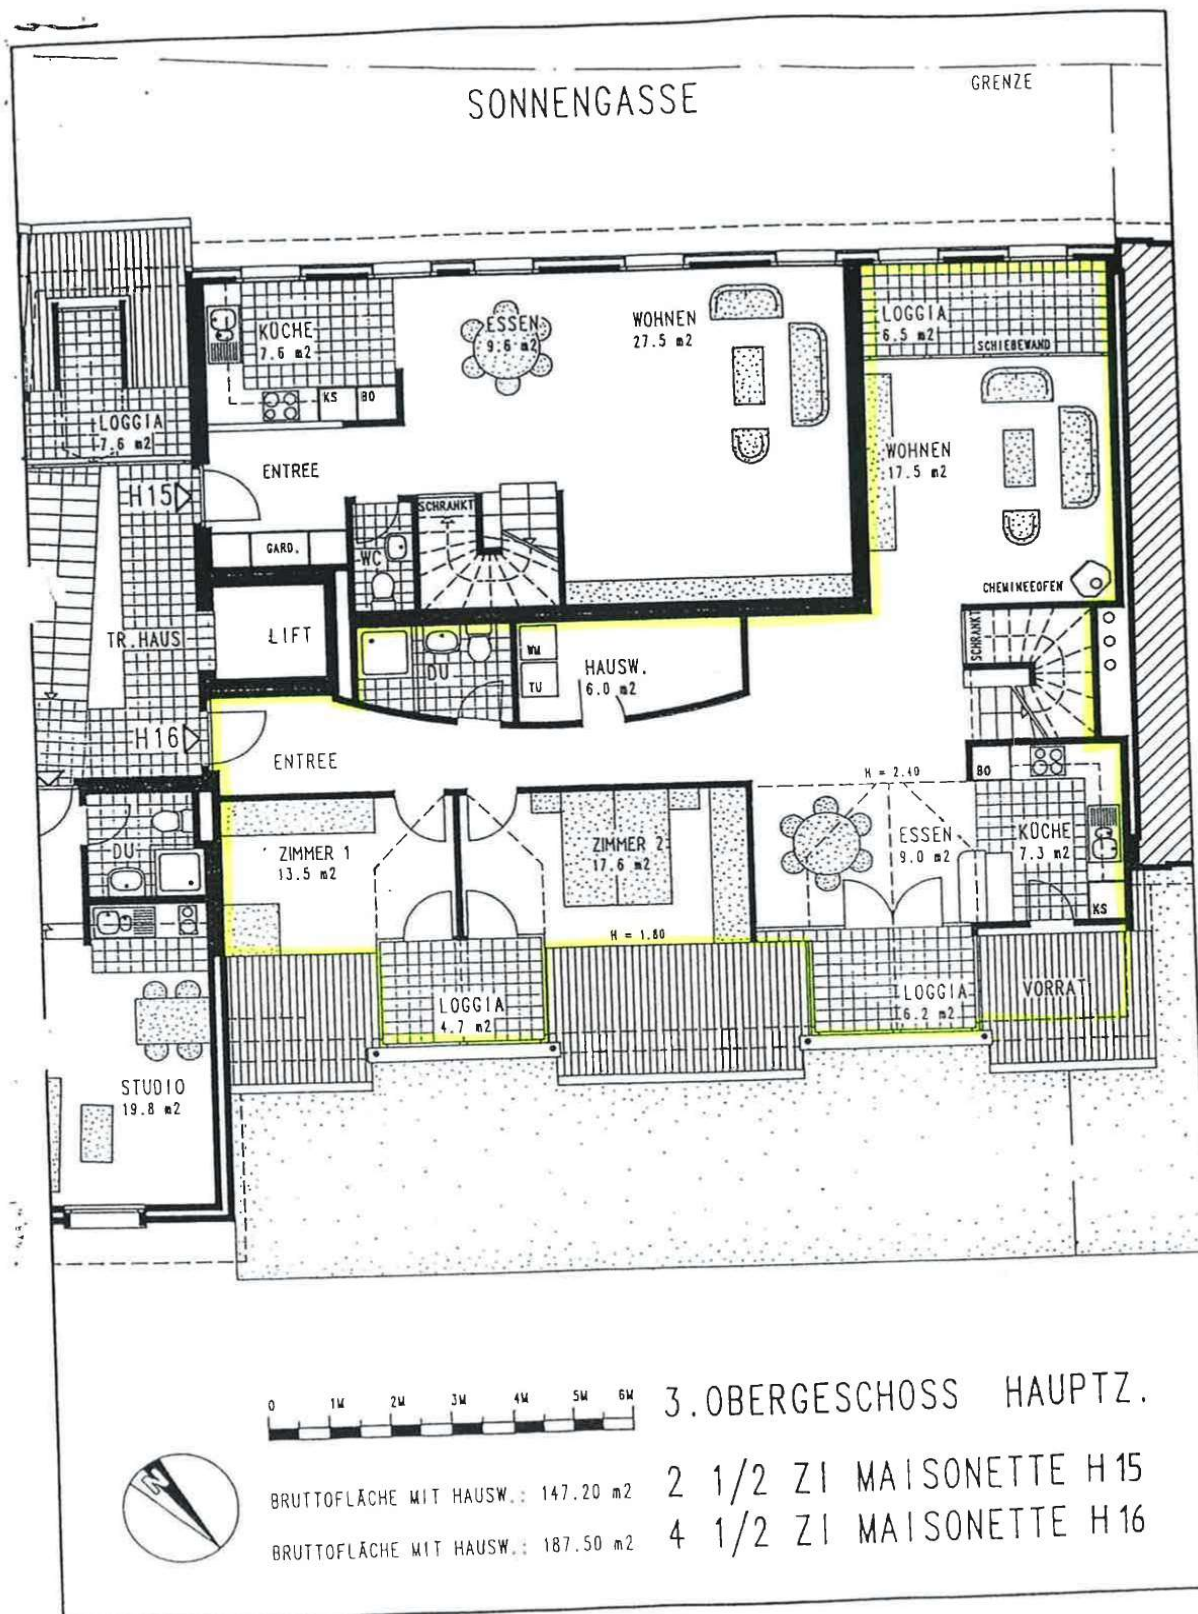 SONNENGASSE
GRENZE
KÜCHE
7.6 m2
ESSEN
9.6 m2
WOHNEN
27.5 m2
LOGGIA
6.5 m2
SCHIEBEWAND
KS
BO
LOGGIA
7.6 m2
ENTREE
WOHNEN
17.5 m2
H15
SCHRANKT
GARD.
WC
CHEMINEEOFEN
TR.HAUS
LIFT
DU
WM
TU
HAUSW.
6.0 m2
SCHRANKT
H16
ENTREE
H = 2.40
BO
DU
ZIMMER 1
13.5 m2
ZIMMER 2
17.6 m2
ESSEN
9.0 m2
KÜCHE
7.3 m2
KS
H = 1.80
LOGGIA
4.7 m2
LOGGIA
6.2 m2
VORRAT
STUDIO
19.8 m2
0 1M 2M 3M 4M 5M 6M
3.OBERGESCHOSS HAUPTZ.
N
BRUTTOFLÄCHE MIT HAUSW.: 147.20 m2
2 1/2 ZI MAISONETTE H15
BRUTTOFLÄCHE MIT HAUSW.: 187.50 m2
4 1/2 ZI MAISONETTE H16